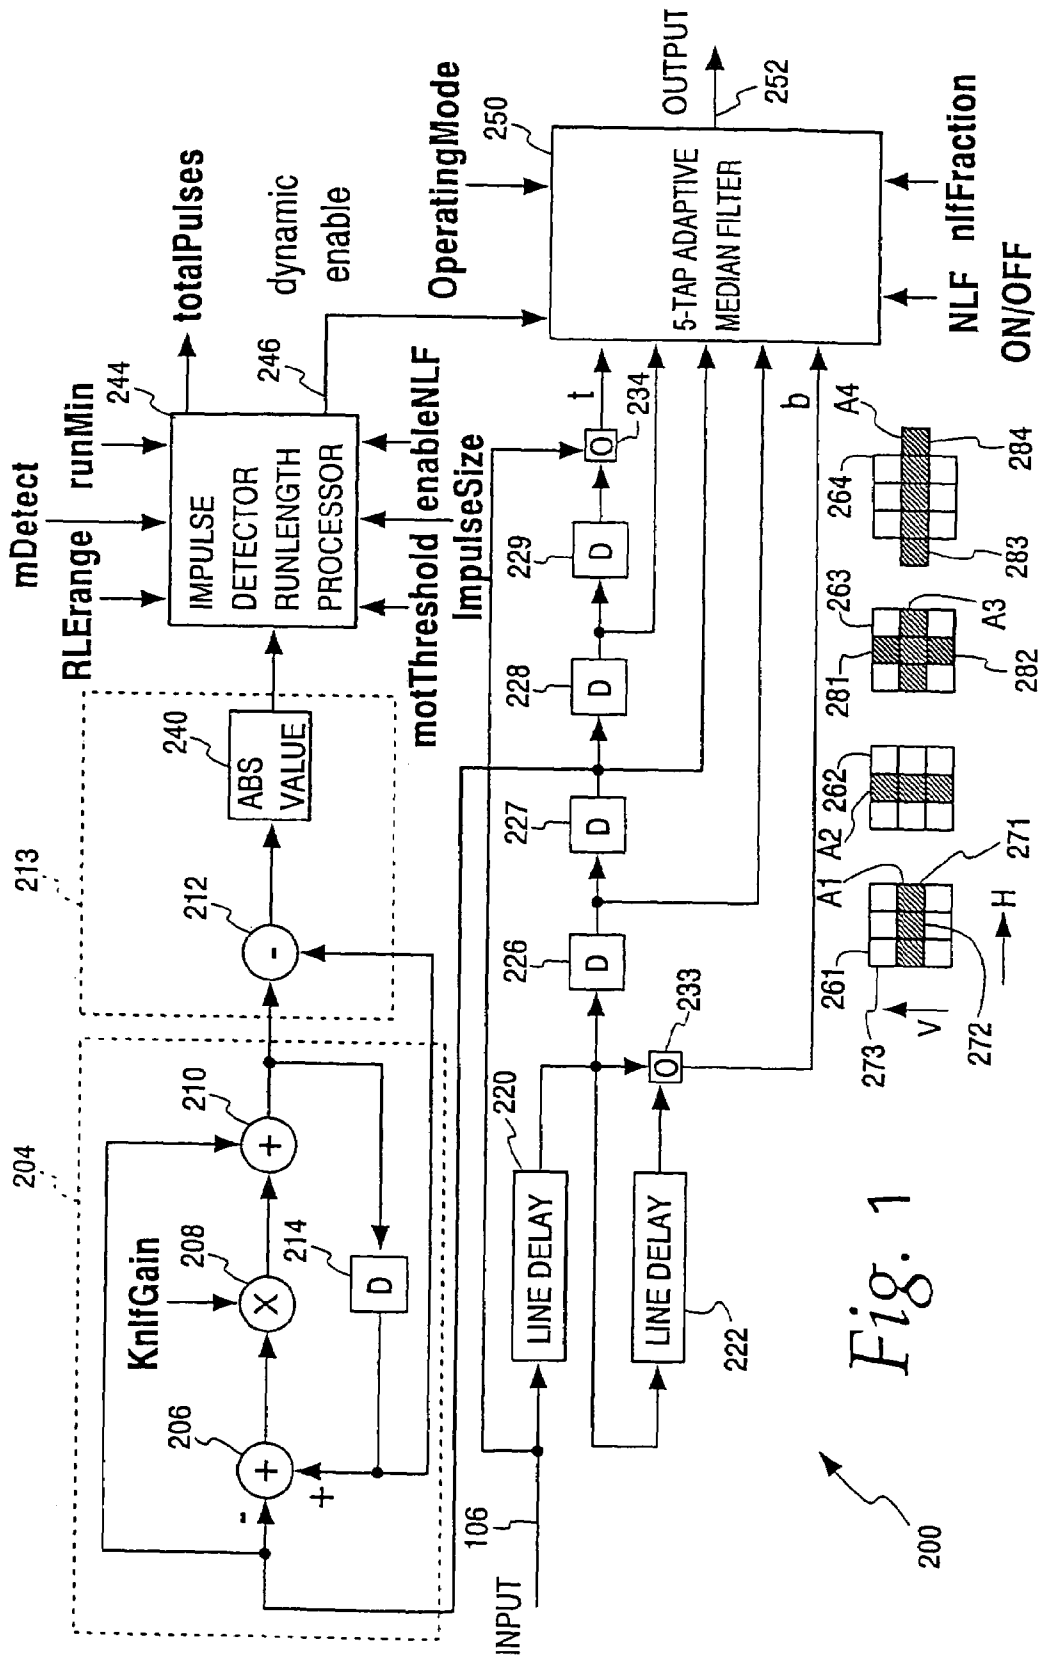 mDetect
RLErange
runMin
244
totalPulses
IMPULSE
DETECTOR
RUNLENGTH
PROCESSOR
246
dynamic
enable
motThreshold
enableNLF
ImpulseSize
213
212
-
240
ABS
VALUE
204
KnlfGain
206
+
-
+
208
X
210
+
214
D
OperatingMode
250
5-TAP ADAPTIVE
MEDIAN FILTER
OUTPUT
252
NLF
ON/OFF
nlfFraction
INPUT
106
LINE DELAY
220
LINE DELAY
222
O
233
226
D
227
D
228
D
229
D
O
234
t
b
261
A1
271
272
273
V
H
A2
262
281
263
A3
282
264
A4
283
284
200
Fig. 1